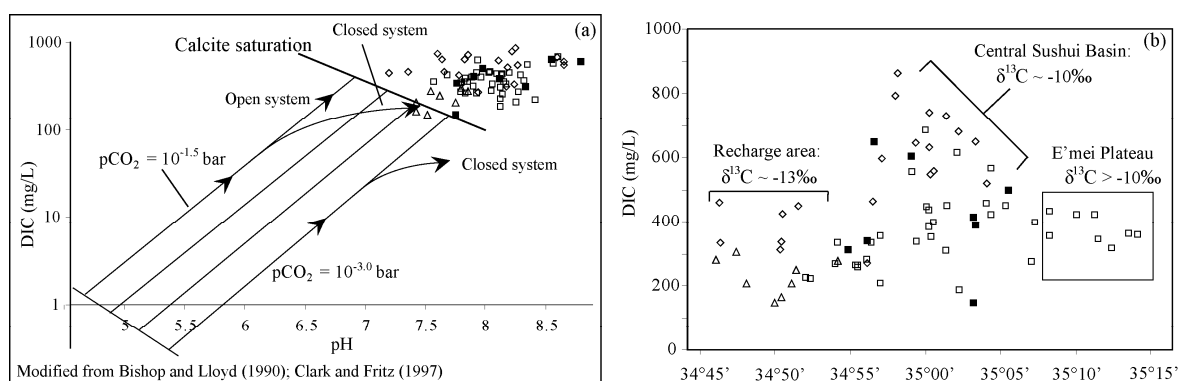 (a)
1000
100
10
1
DIC (mg/L)
Calcite saturation
Closed system
Open system
pCO₂ = 10⁻¹·⁵ bar
Closed system
pCO₂ = 10⁻³·⁰ bar
5 5.5 6 6.5 7 7.5 8 8.5
pH
Modified from Bishop and Lloyd (1990); Clark and Fritz (1997)
(b)
1000
800
600
400
200
0
DIC (mg/L)
Central Sushui Basin:
δ¹³C ~ -10‰
Recharge area:
δ¹³C ~ -13‰
E'mei Plateau
δ¹³C > -10‰
34°45' 34°50' 34°55' 35°00' 35°05' 35°10' 35°15'